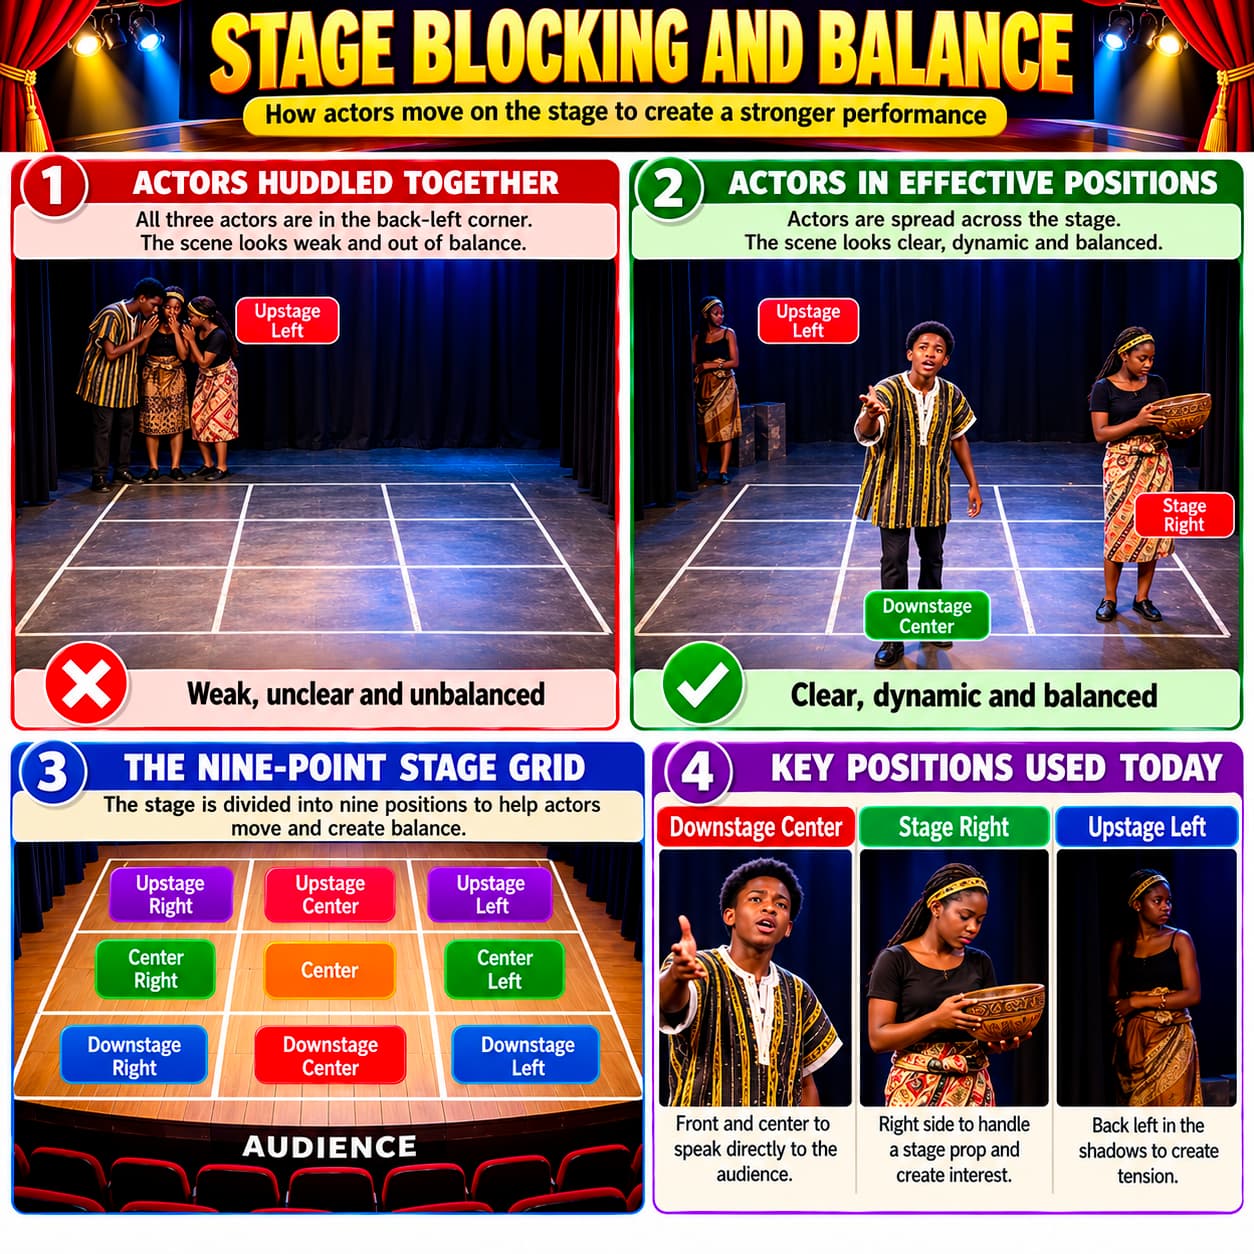 STAGE BLOCKING AND BALANCE
How actors move on the stage to create a stronger performance
1
ACTORS HUDDLED TOGETHER
All three actors are in the back-left corner.
The scene looks weak and out of balance.
Upstage
Left
Weak, unclear and unbalanced
2
ACTORS IN EFFECTIVE POSITIONS
Actors are spread across the stage.
The scene looks clear, dynamic and balanced.
Upstage
Left
Stage
Right
Downstage
Center
Clear, dynamic and balanced
3
THE NINE-POINT STAGE GRID
The stage is divided into nine positions to help actors
move and create balance.
Upstage
Right
Upstage
Center
Upstage
Left
Center
Right
Center
Center
Left
Downstage
Right
Downstage
Center
Downstage
Left
AUDIENCE
4
KEY POSITIONS USED TODAY
Downstage Center
Front and center to
speak directly to the
audience.
Stage Right
Right side to handle
a stage prop and
create interest.
Upstage Left
Back left in the
shadows to create
tension.